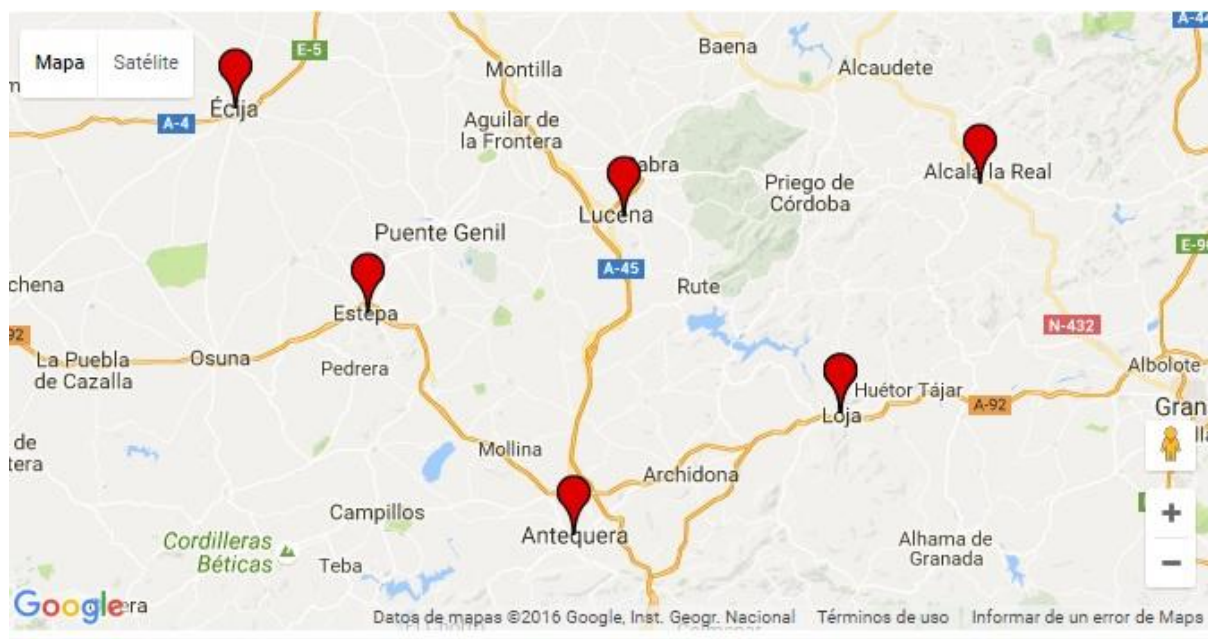 Mapa
Satélite
E-5
A-44
Baena
Montilla
Alcaudete
Écija
A-4
Aguilar de
la Frontera
Cabra
Alcalá la Real
Priego de
Córdoba
Lucena
Puente Genil
A-45
Rute
chena
Estepa
N-432
92
La Puebla
de Cazalla
Osuna
Pedrera
Albolote
Huétor Tájar
A-92
Loja
Gran
de
tera
Mollina
Archidona
Campillos
Antequera
Cordilleras
Béticas
Teba
Alhama de
Granada
+
−
Google
era
Datos de mapas ©2016 Google, Inst. Geogr. Nacional
Términos de uso
Informar de un error de Maps